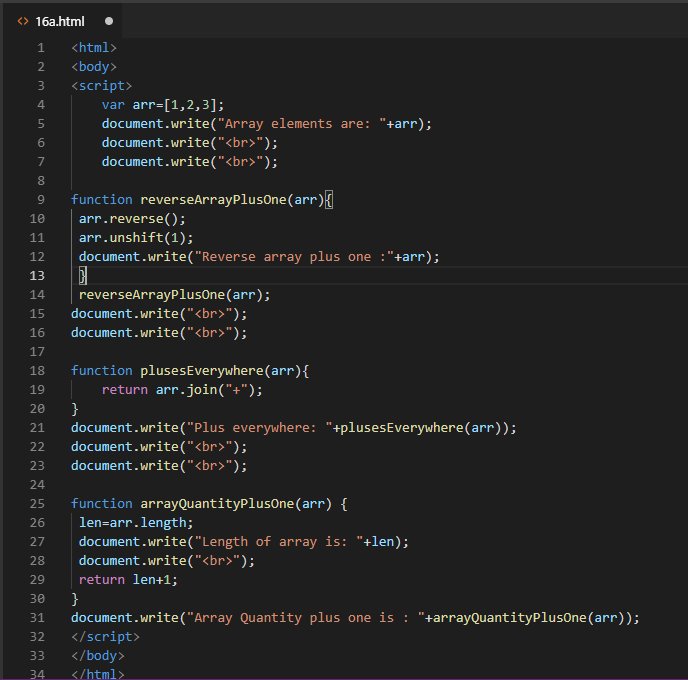 <> 16a.html ●
1 <html>
2 <body>
3 <script>
4     var arr=[1,2,3];
5     document.write("Array elements are: "+arr);
6     document.write("<br>");
7     document.write("<br>");
8
9 function reverseArrayPlusOne(arr){
10  arr.reverse();
11  arr.unshift(1);
12  document.write("Reverse array plus one :"+arr);
13  }
14  reverseArrayPlusOne(arr);
15 document.write("<br>");
16 document.write("<br>");
17
18 function plusesEverywhere(arr){
19     return arr.join("+");
20 }
21 document.write("Plus everywhere: "+plusesEverywhere(arr));
22 document.write("<br>");
23 document.write("<br>");
24
25 function arrayQuantityPlusOne(arr) {
26  len=arr.length;
27  document.write("Length of array is: "+len);
28  document.write("<br>");
29  return len+1;
30 }
31 document.write("Array Quantity plus one is : "+arrayQuantityPlusOne(arr));
32 </script>
33 </body>
34 </html>